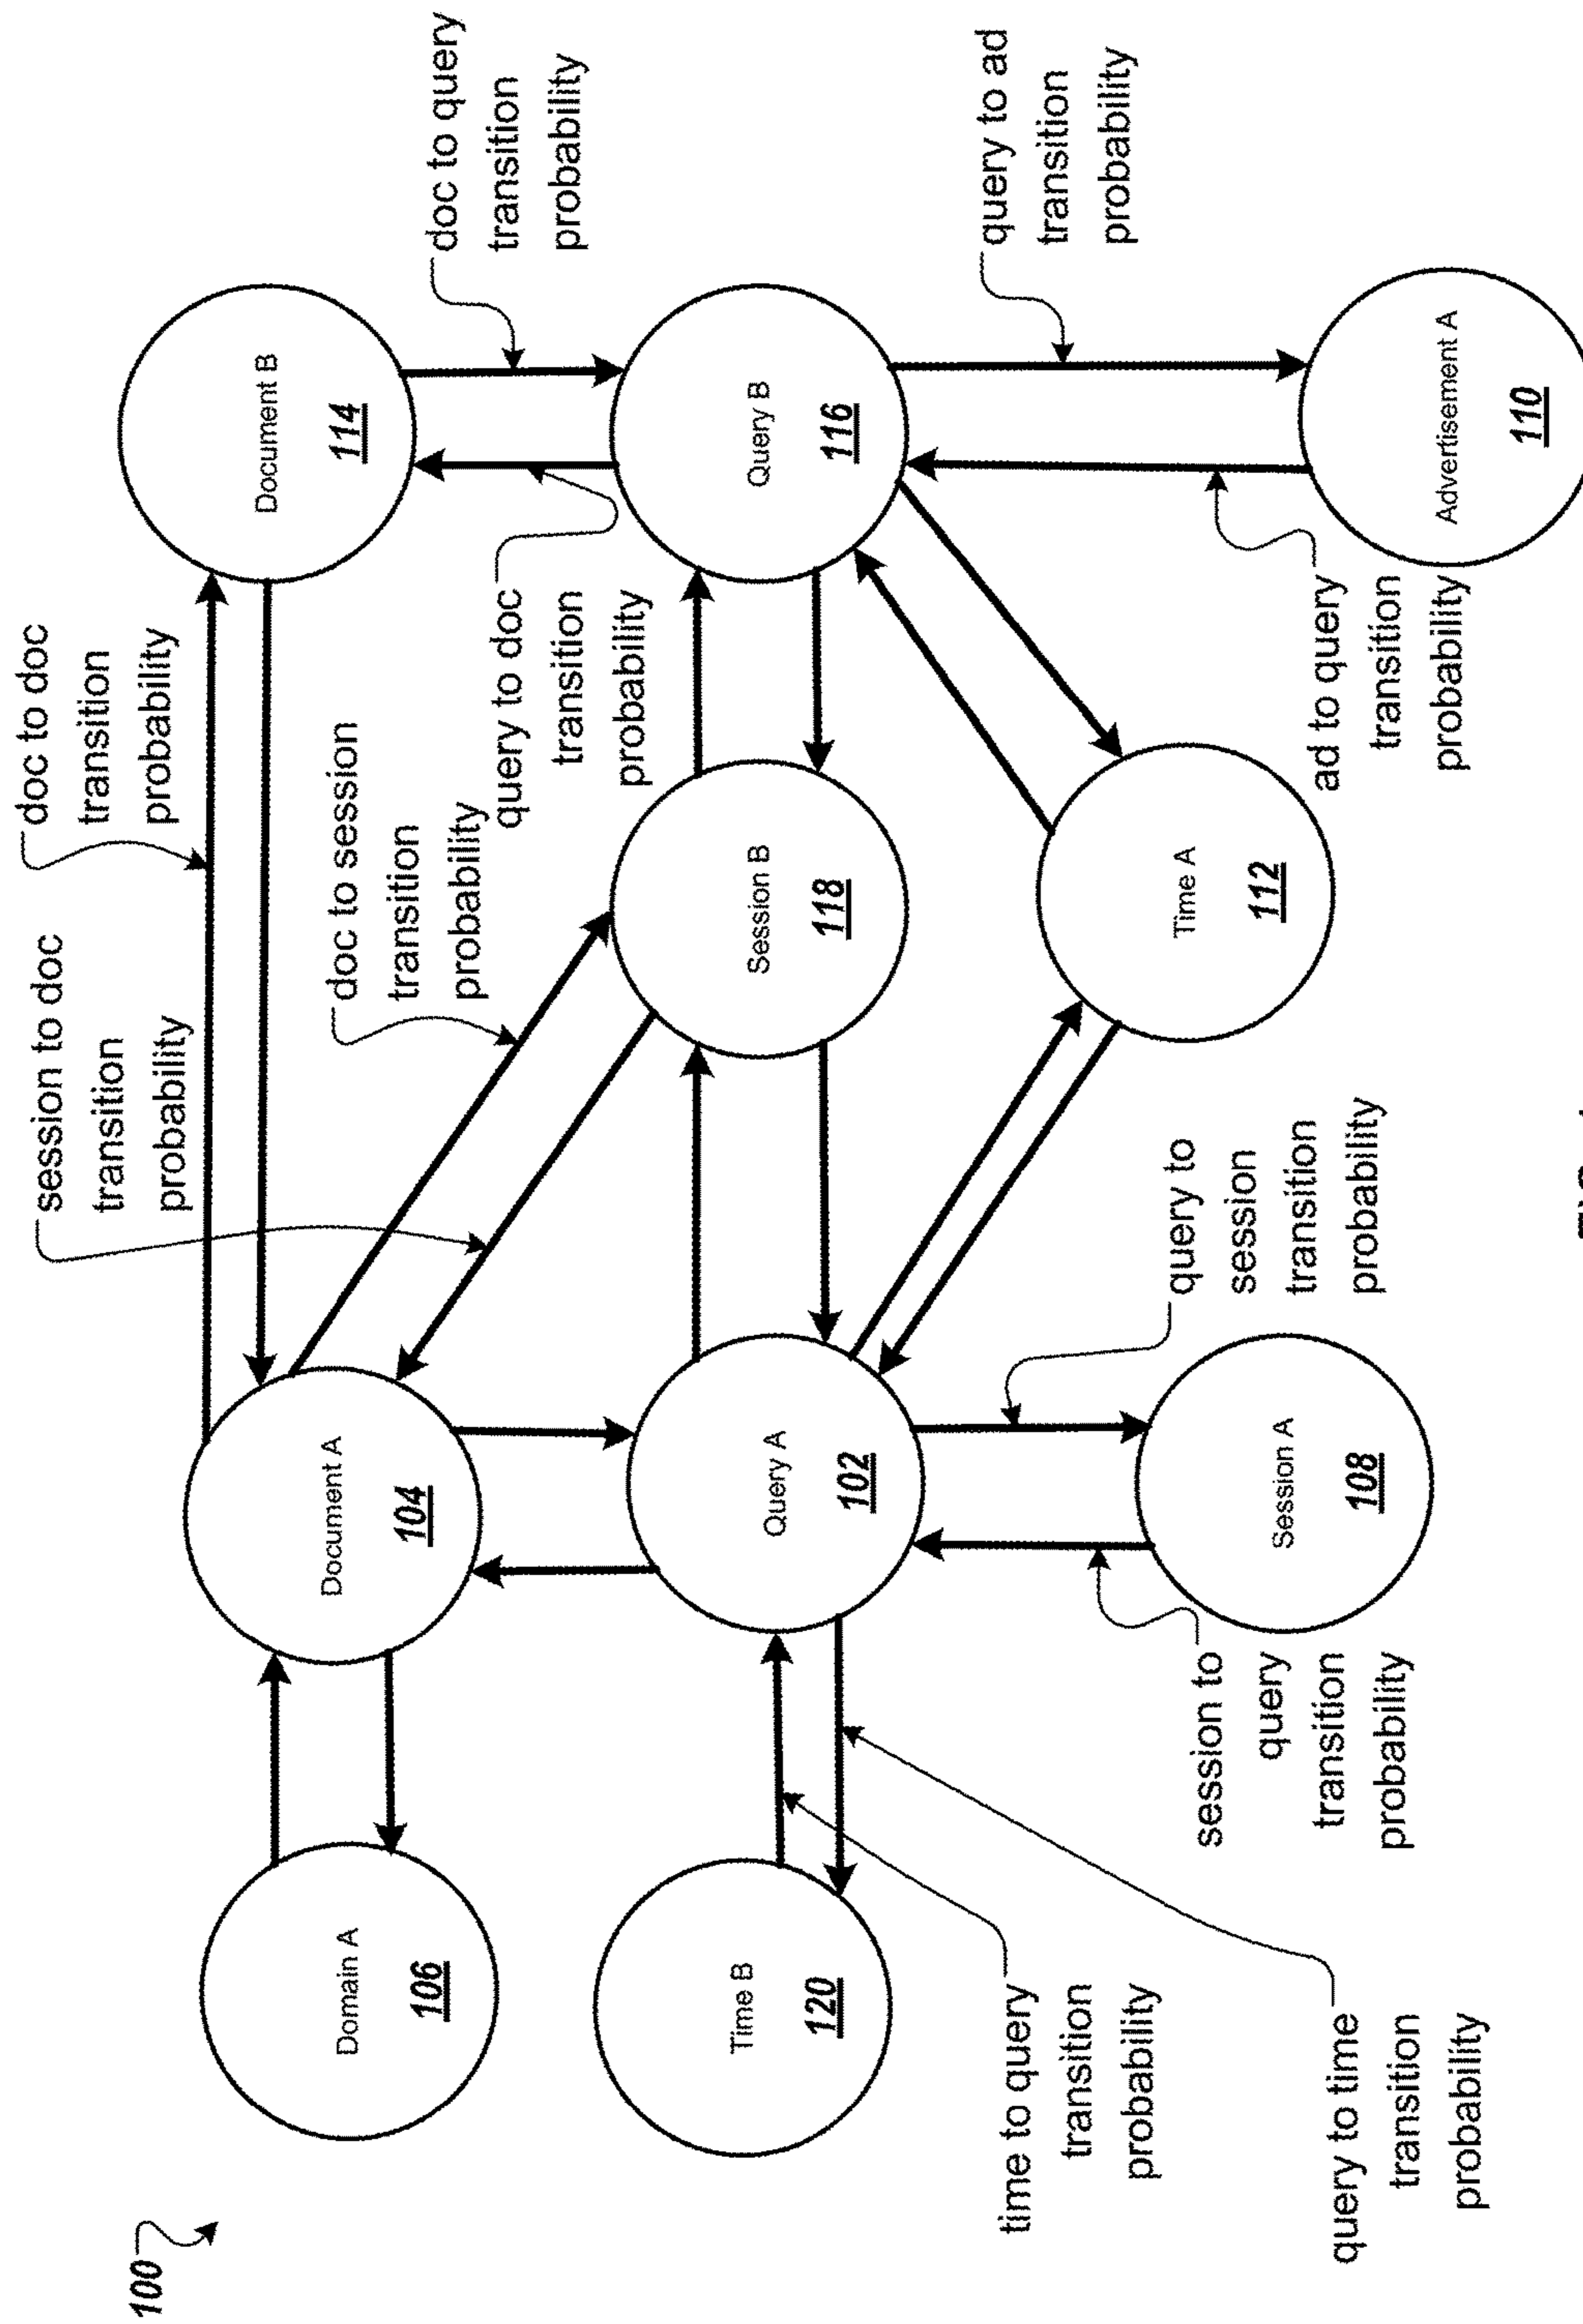 100
session to doc
transition
probability
doc to doc
transition
probability
doc to session
transition
probability
doc to query
transition
probability
Domain A
106
Document A
104
Document B
114
query to doc
transition
probability
Time B
120
Query A
102
Session B
118
Query B
116
time to query
transition
probability
query to time
transition
probability
session to
query
transition
probability
query to
session
transition
probability
Time A
112
query to ad
transition
probability
ad to query
transition
probability
Session A
108
Advertisement A
110